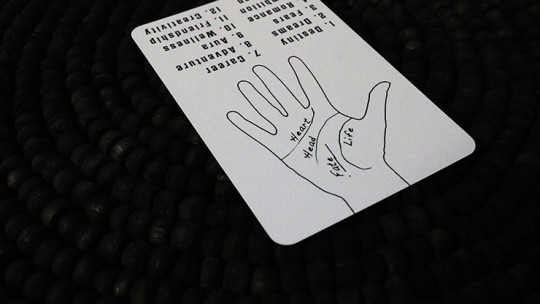 1. Destiny
2. Dreams
3. Fears
Romance
7. Career
8. Adventure
9. Aura
10. Wellness
11. Friendship
12. Creativity
Heart
Head
Fate
Life